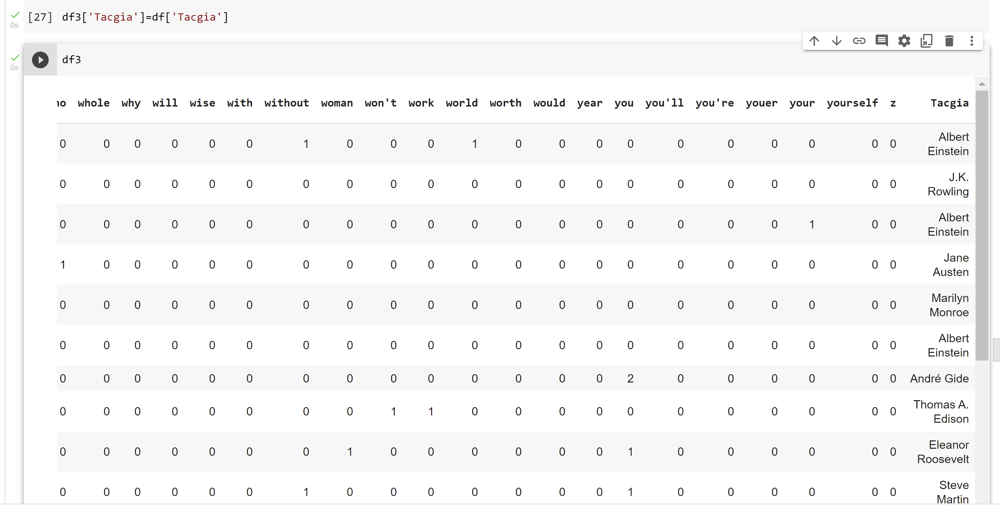 [27] df3['Tacgia']=df['Tacgia']
0s
df3
0s
whole why will wise with without woman won't work world worth would year you you'll you're youer your yourself z Tacgia
0 0 0 0 0 0 1 0 0 0 1 0 0 0 0 0 0 0 0 0 0 Albert
Einstein
0 0 0 0 0 0 0 0 0 0 0 0 0 0 0 0 0 0 0 0 0 J.K.
Rowling
0 0 0 0 0 0 0 0 0 0 0 0 0 0 0 0 0 0 1 0 0 Albert
Einstein
1 0 0 0 0 0 0 0 0 0 0 0 0 0 0 0 0 0 0 0 0 Jane
Austen
0 0 0 0 0 0 0 0 0 0 0 0 0 0 0 0 0 0 0 0 0 Marilyn
Monroe
0 0 0 0 0 0 0 0 0 0 0 0 0 0 0 0 0 0 0 0 0 Albert
Einstein
0 0 0 0 0 0 0 0 0 0 0 0 0 0 2 0 0 0 0 0 0 André Gide
0 0 0 0 0 0 0 0 1 1 0 0 0 0 0 0 0 0 0 0 0 Thomas A.
Edison
0 0 0 0 0 0 0 1 0 0 0 0 0 0 1 0 0 0 0 0 0 Eleanor
Roosevelt
0 0 0 0 0 0 1 0 0 0 0 0 0 0 1 0 0 0 0 0 0 Steve
Martin